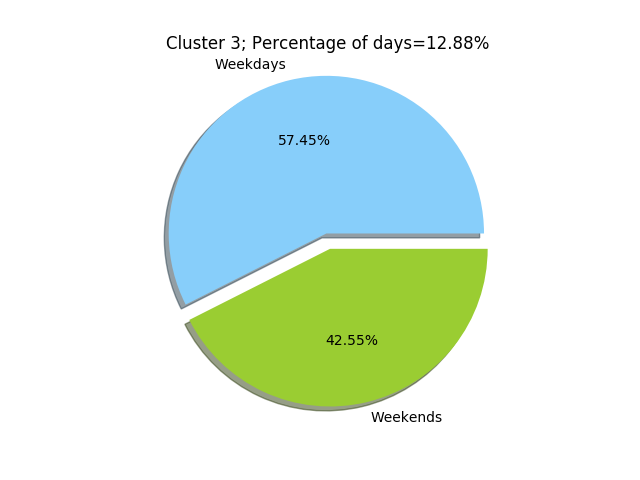 Cluster 3; Percentage of days=12.88%
Weekdays
57.45%
42.55%
Weekends